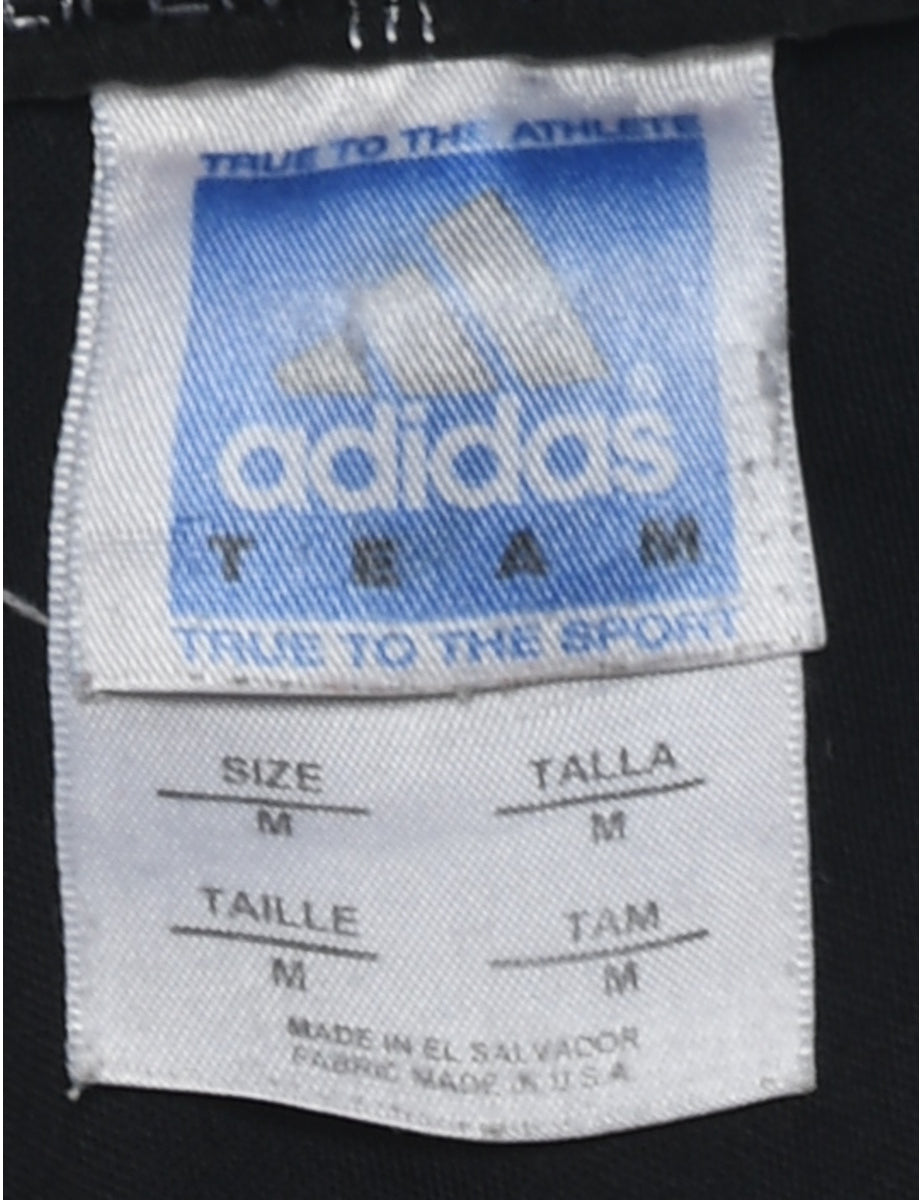 TRUE TO THE ATHLETE
adidas
T E A M
TRUE TO THE SPORT
SIZE TALLA
M M
TAILLE TAM
M M
MADE IN EL SALVADOR
FABRIC MADE IN U.S.A.